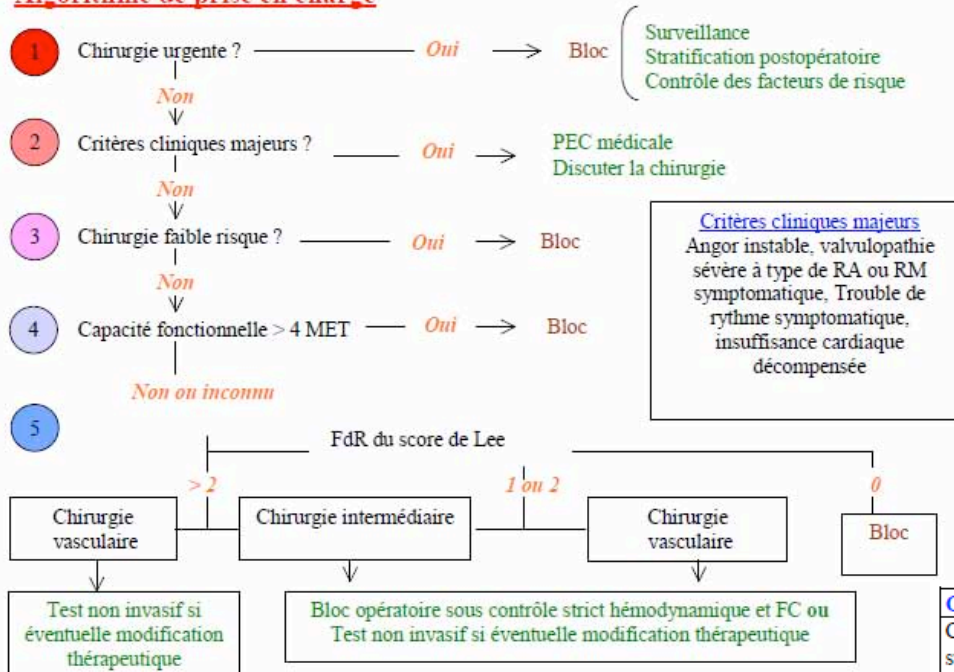 Algorithme de prise en charge
1 Chirurgie urgente ? Oui Bloc
Surveillance
Stratification postopératoire
Contrôle des facteurs de risque
Non
2 Critères cliniques majeurs ? Oui
PEC médicale
Discuter la chirurgie
Non
3 Chirurgie faible risque ? Oui Bloc
Non
4 Capacité fonctionnelle > 4 MET Oui Bloc
Non ou inconnu
Critères cliniques majeurs
Angor instable, valvulopathie
sévère à type de RA ou RM
symptomatique, Trouble de
rythme symptomatique,
insuffisance cardiaque
décompensée
5
FdR du score de Lee
> 2 1 ou 2 0
Chirurgie
vasculaire
Chirurgie intermédiaire
Chirurgie
vasculaire
Bloc
Test non invasif si
éventuelle modification
thérapeutique
Bloc opératoire sous contrôle strict hémodynamique et FC ou
Test non invasif si éventuelle modification thérapeutique